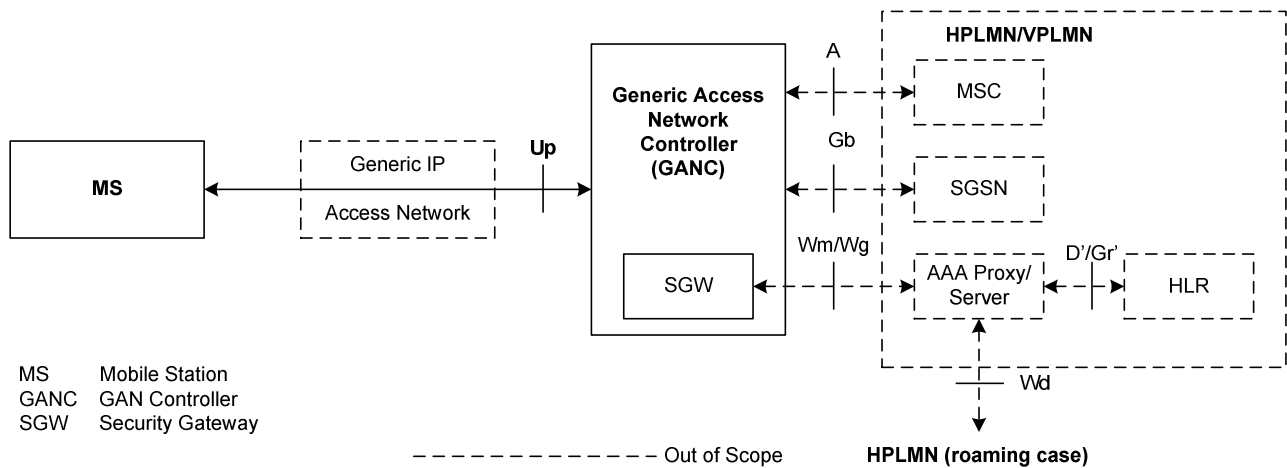 HPLMN/VPLMN
A
MSC
Generic Access
Network
Controller
(GANC)
Gb
Up
Generic IP
MS
SGSN
Access Network
Wm/Wg
D’/Gr’
SGW
AAA Proxy/
Server
HLR
MS Mobile Station
GANC GAN Controller
SGW Security Gateway
Wd
Out of Scope
HPLMN (roaming case)